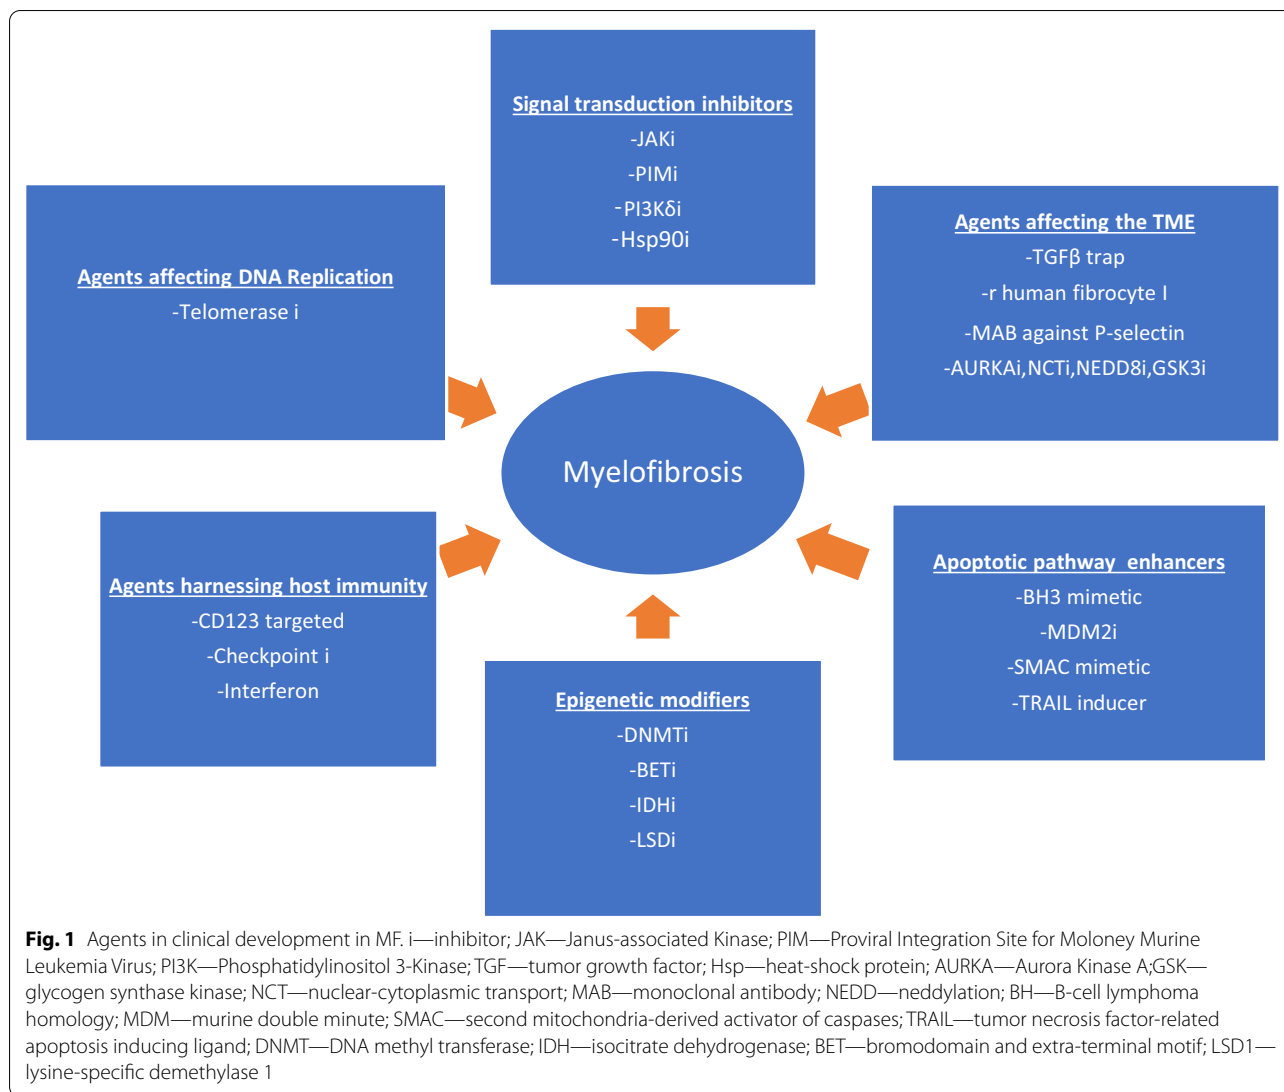 Signal transduction inhibitors
-JAKi
-PIMi
-PI3Kδi
-Hsp90i
Agents affecting DNA Replication
-Telomerase i
Agents affecting the TME
-TGFβ trap
-r human fibrocyte I
-MAB against P-selectin
-AURKAi,NCTi,NEDD8i,GSK3i
Myelofibrosis
Agents harnessing host immunity
-CD123 targeted
-Checkpoint i
-Interferon
Apoptotic pathway enhancers
-BH3 mimetic
-MDM2i
-SMAC mimetic
-TRAIL inducer
Epigenetic modifiers
-DNMTi
-BETi
-IDHi
-LSDi
Fig. 1 Agents in clinical development in MF. i—inhibitor; JAK—Janus-associated Kinase; PIM—Proviral Integration Site for Moloney Murine
Leukemia Virus; PI3K—Phosphatidylinositol 3-Kinase; TGF—tumor growth factor; Hsp—heat-shock protein; AURKA—Aurora Kinase A;GSK—
glycogen synthase kinase; NCT—nuclear-cytoplasmic transport; MAB—monoclonal antibody; NEDD—neddylation; BH—B-cell lymphoma
homology; MDM—murine double minute; SMAC—second mitochondria-derived activator of caspases; TRAIL—tumor necrosis factor-related
apoptosis inducing ligand; DNMT—DNA methyl transferase; IDH—isocitrate dehydrogenase; BET—bromodomain and extra-terminal motif; LSD1—
lysine-specific demethylase 1